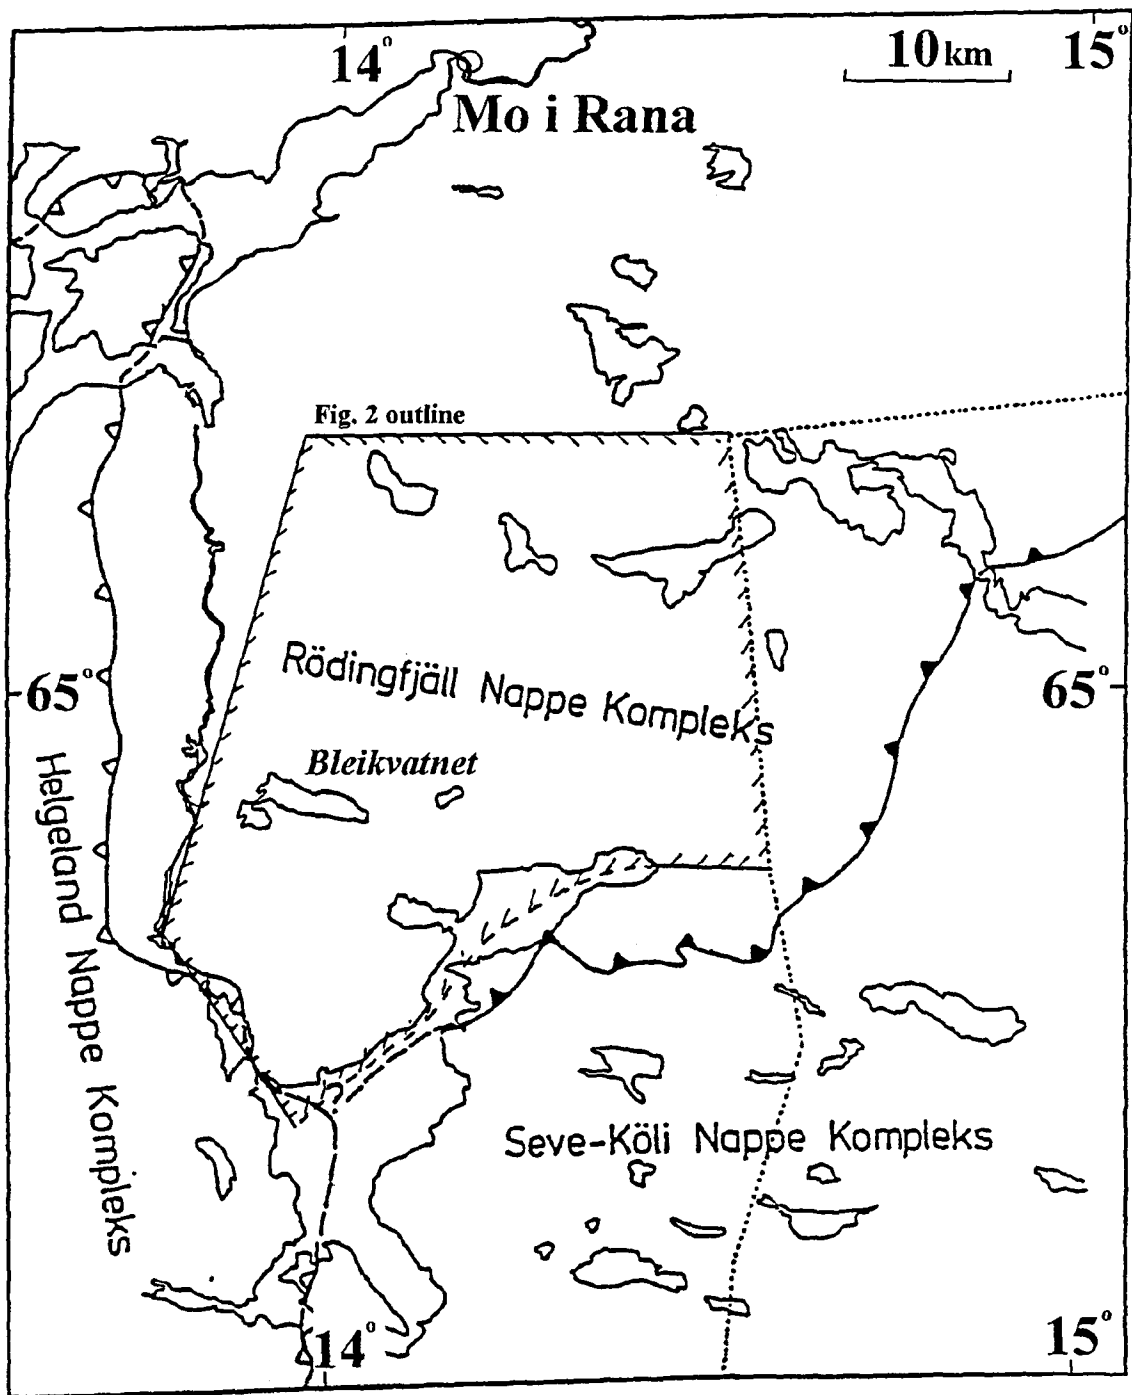 14°
10 km
15°
Mo i Rana
Fig. 2 outline
Rödingfjäll Nappe Kompleks
65°
65°
Bleikvatnet
Helgeland Nappe Kompleks
Seve-Köli Nappe Kompleks
14°
15°